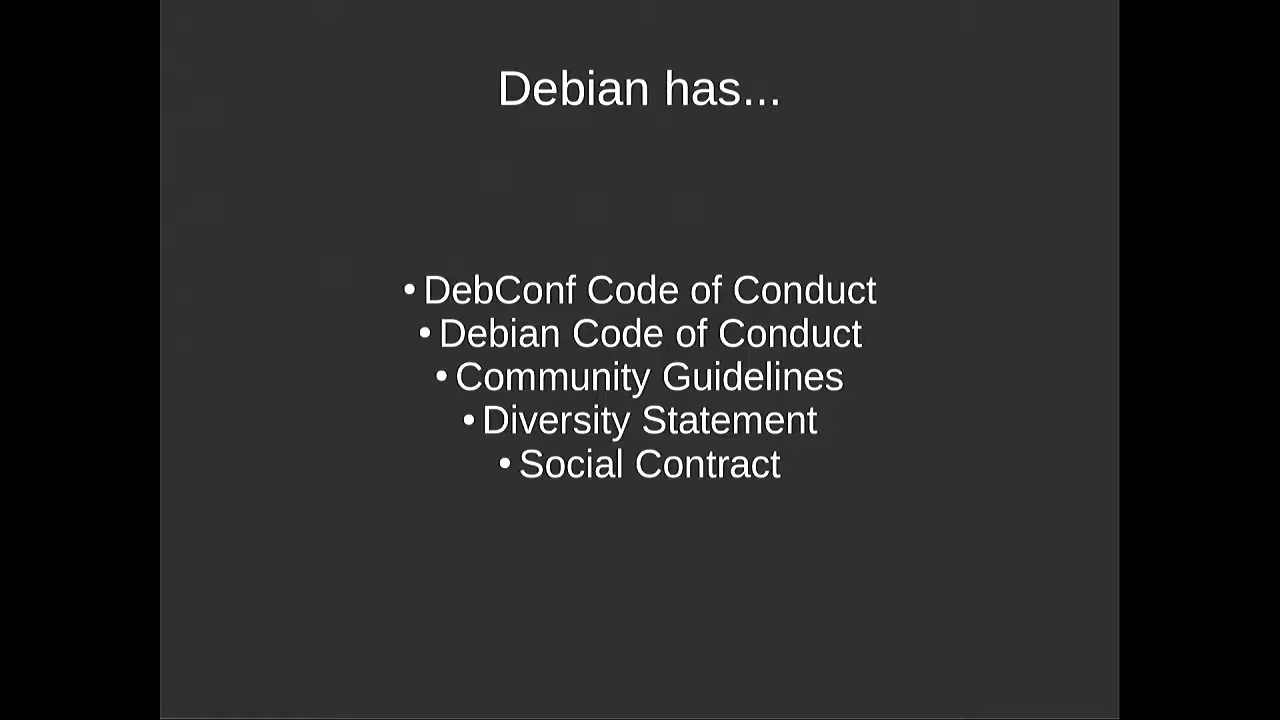 Debian has...
• DebConf Code of Conduct
• Debian Code of Conduct
• Community Guidelines
• Diversity Statement
• Social Contract